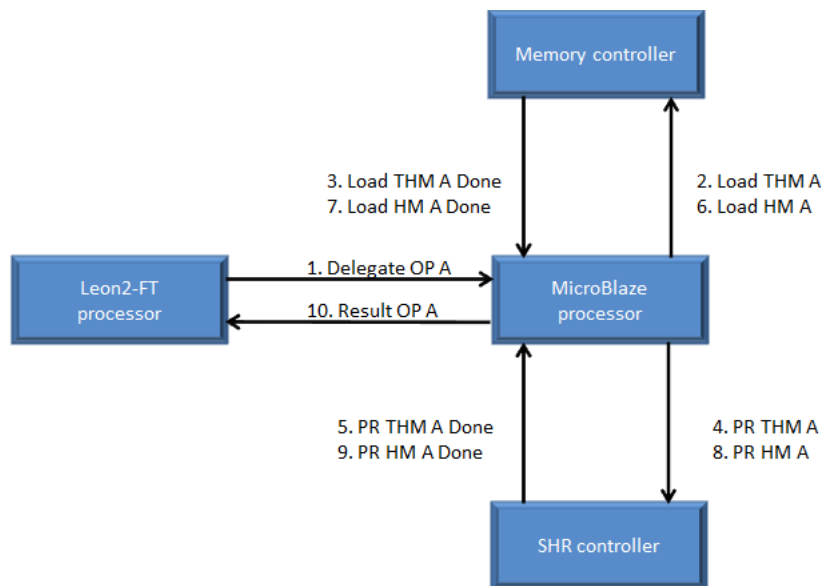 Memory controller
3. Load THM A Done
7. Load HM A Done
2. Load THM A
6. Load HM A
1. Delegate OP A
Leon2-FT
processor
MicroBlaze
processor
10. Result OP A
5. PR THM A Done
9. PR HM A Done
4. PR THM A
8. PR HM A
SHR controller